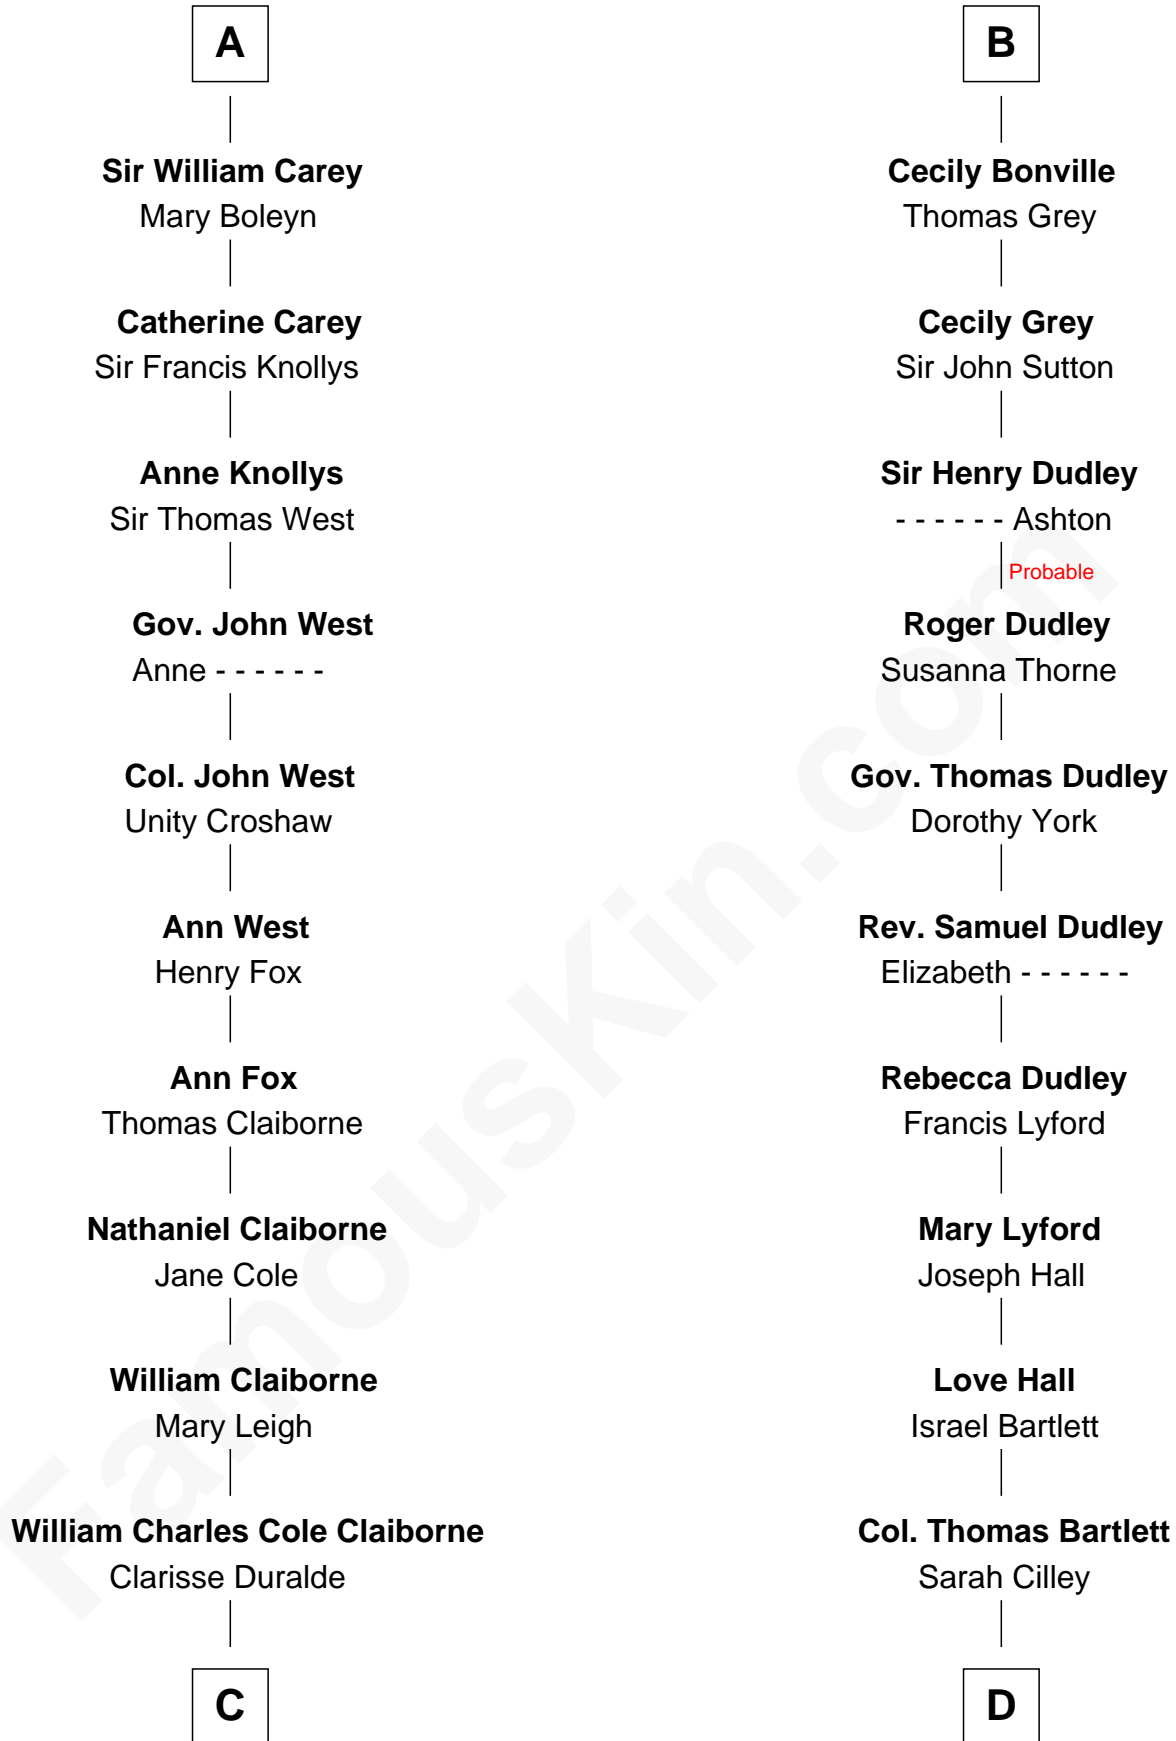 A
Sir William Carey
Mary Boleyn
Catherine Carey
Sir Francis Knollys
Anne Knollys
Sir Thomas West
Gov. John West
Anne - - - - - -
Col. John West
Unity Croshaw
Ann West
Henry Fox
Ann Fox
Thomas Claiborne
Nathaniel Claiborne
Jane Cole
William Claiborne
Mary Leigh
William Charles Cole Claiborne
Clarisse Duralde
C
B
Cecily Bonville
Thomas Grey
Cecily Grey
Sir John Sutton
Sir Henry Dudley
- - - - - - Ashton
Probable
Roger Dudley
Susanna Thorne
Gov. Thomas Dudley
Dorothy York
Rev. Samuel Dudley
Elizabeth - - - - - -
Rebecca Dudley
Francis Lyford
Mary Lyford
Joseph Hall
Love Hall
Israel Bartlett
Col. Thomas Bartlett
Sarah Cilley
D
FamousKin.com